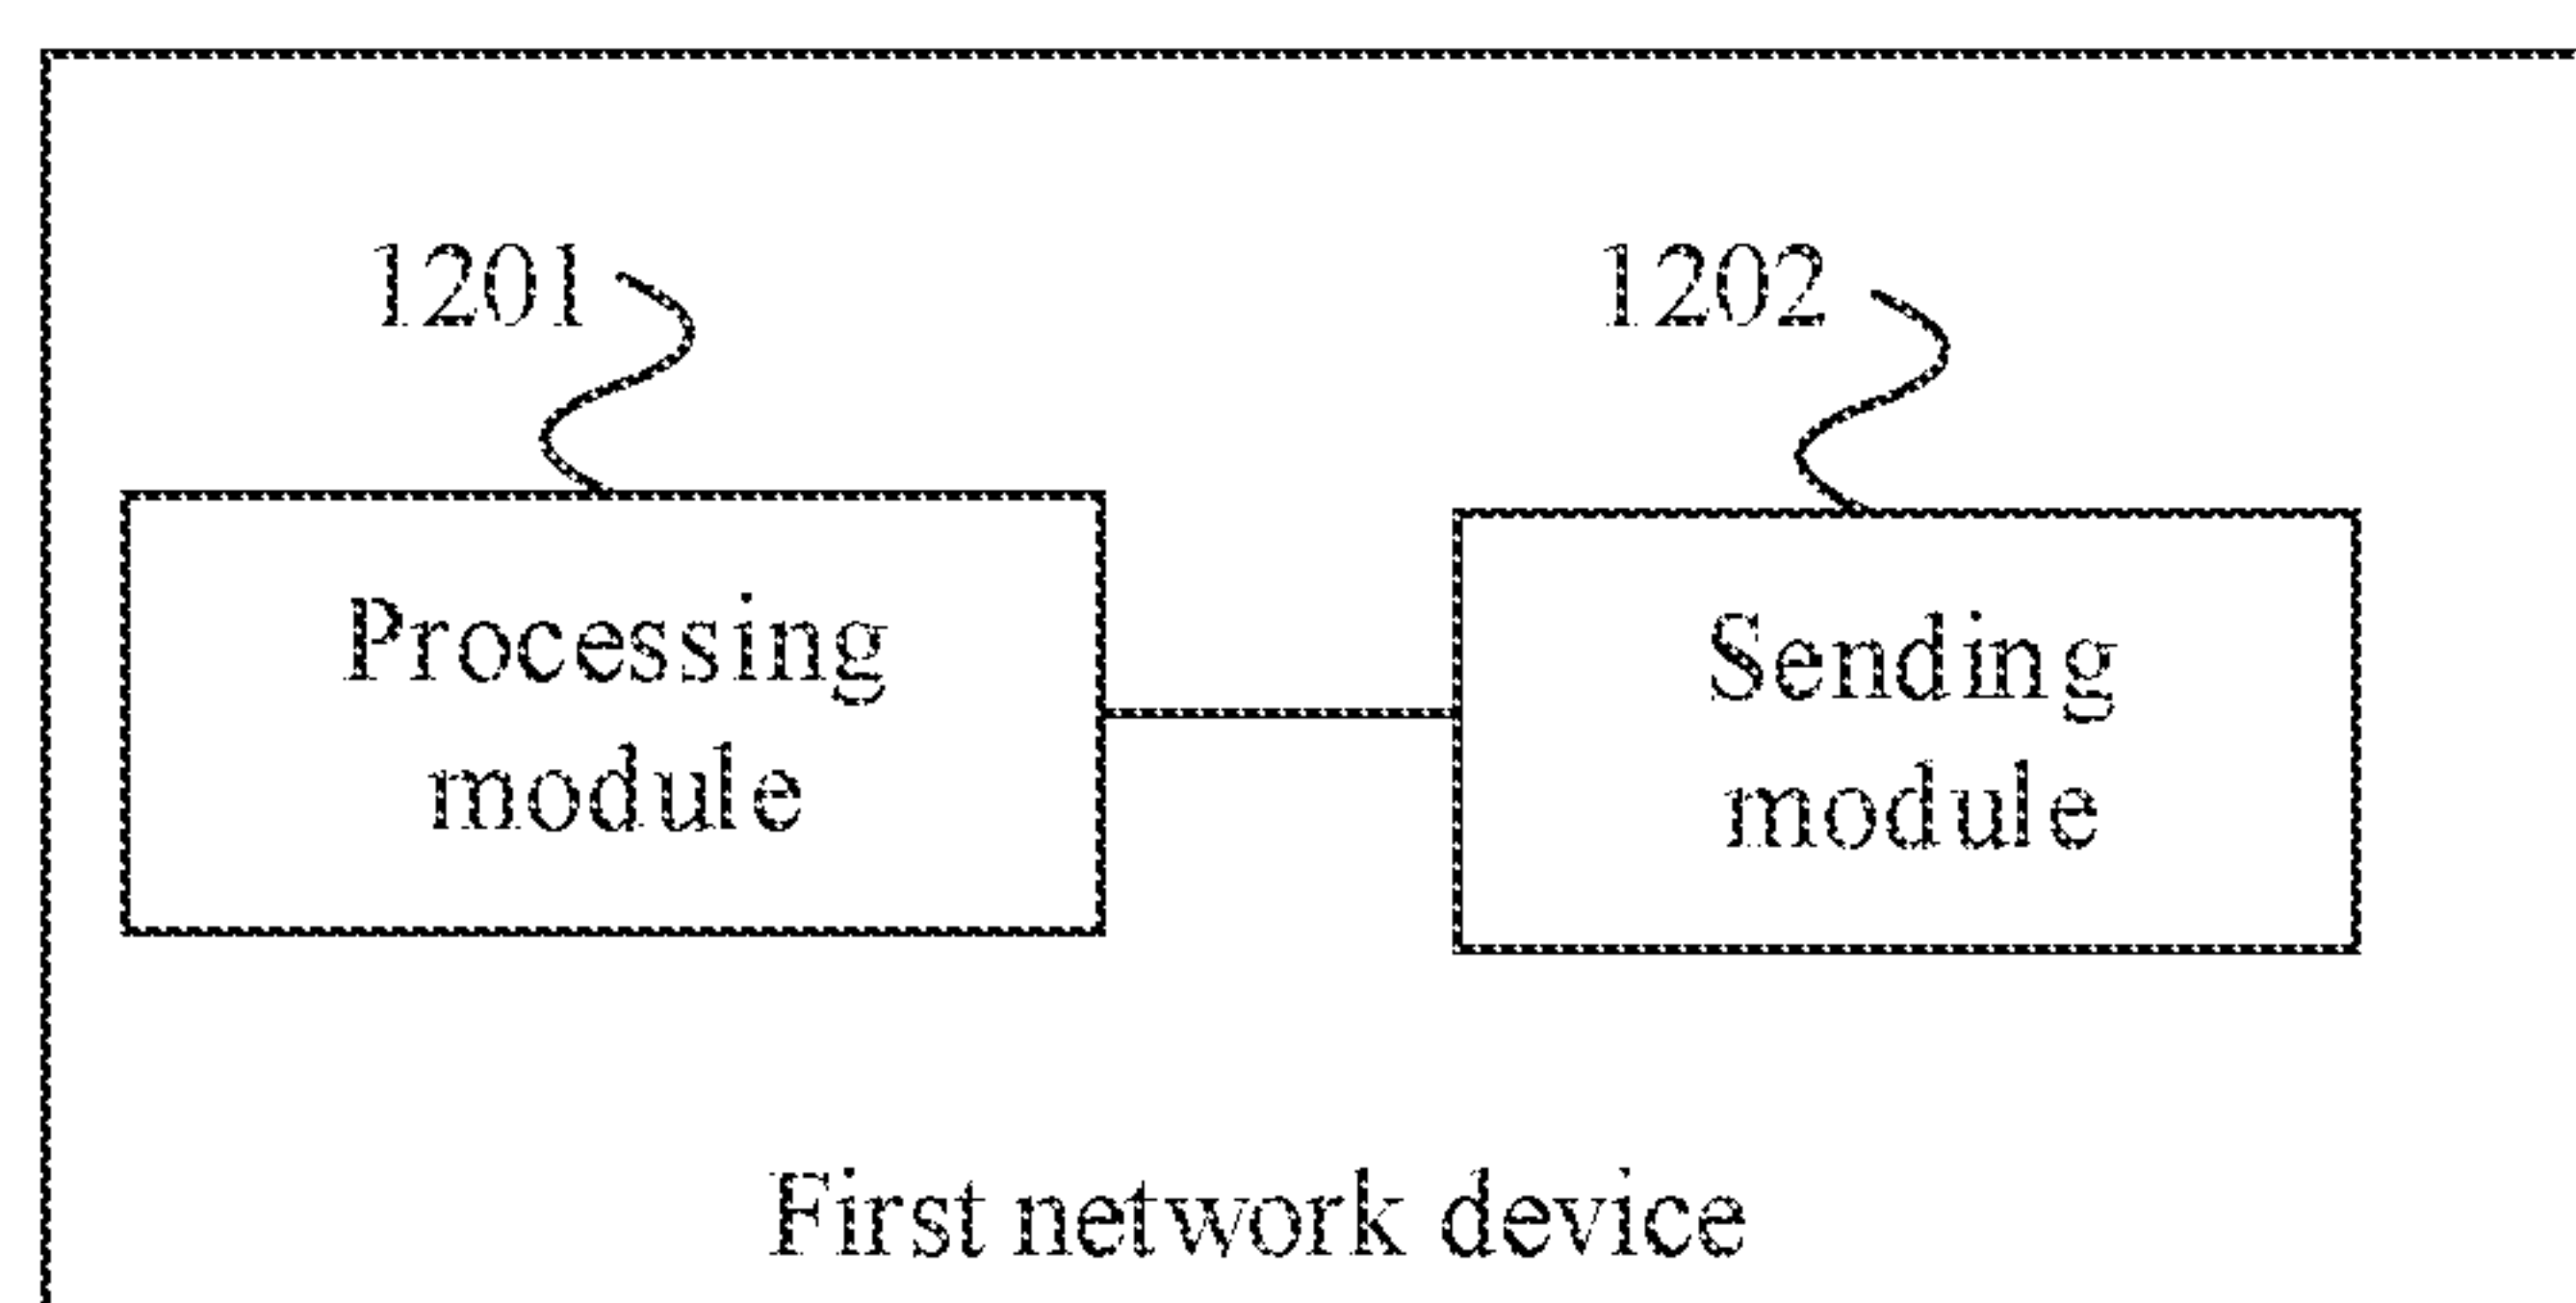 1201
1202
Processing
module
Sending
module
First network device